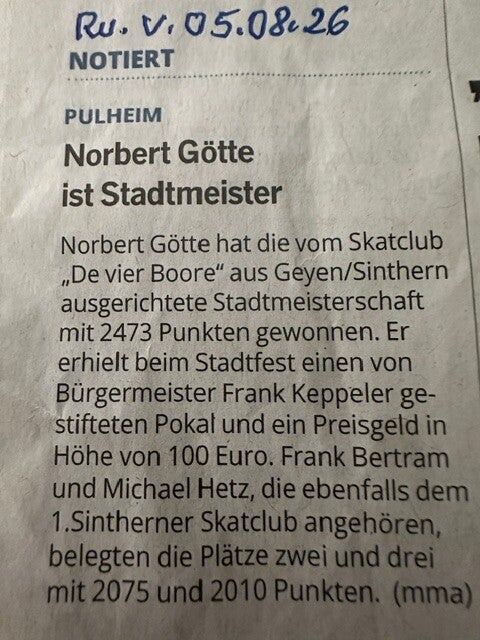 Ru. v. 05.08.26
NOTIERT
PULHEIM
Norbert Götte
ist Stadtmeister
Norbert Götte hat die vom Skatclub
„De vier Boore“ aus Geyen/Sinthern
ausgerichtete Stadtmeisterschaft
mit 2473 Punkten gewonnen. Er
erhielt beim Stadtfest einen von
Bürgermeister Frank Keppeler ge-
stifteten Pokal und ein Preisgeld in
Höhe von 100 Euro. Frank Bertram
und Michael Hetz, die ebenfalls dem
1.Sintherner Skatclub angehören,
belegten die Plätze zwei und drei
mit 2075 und 2010 Punkten. (mma)